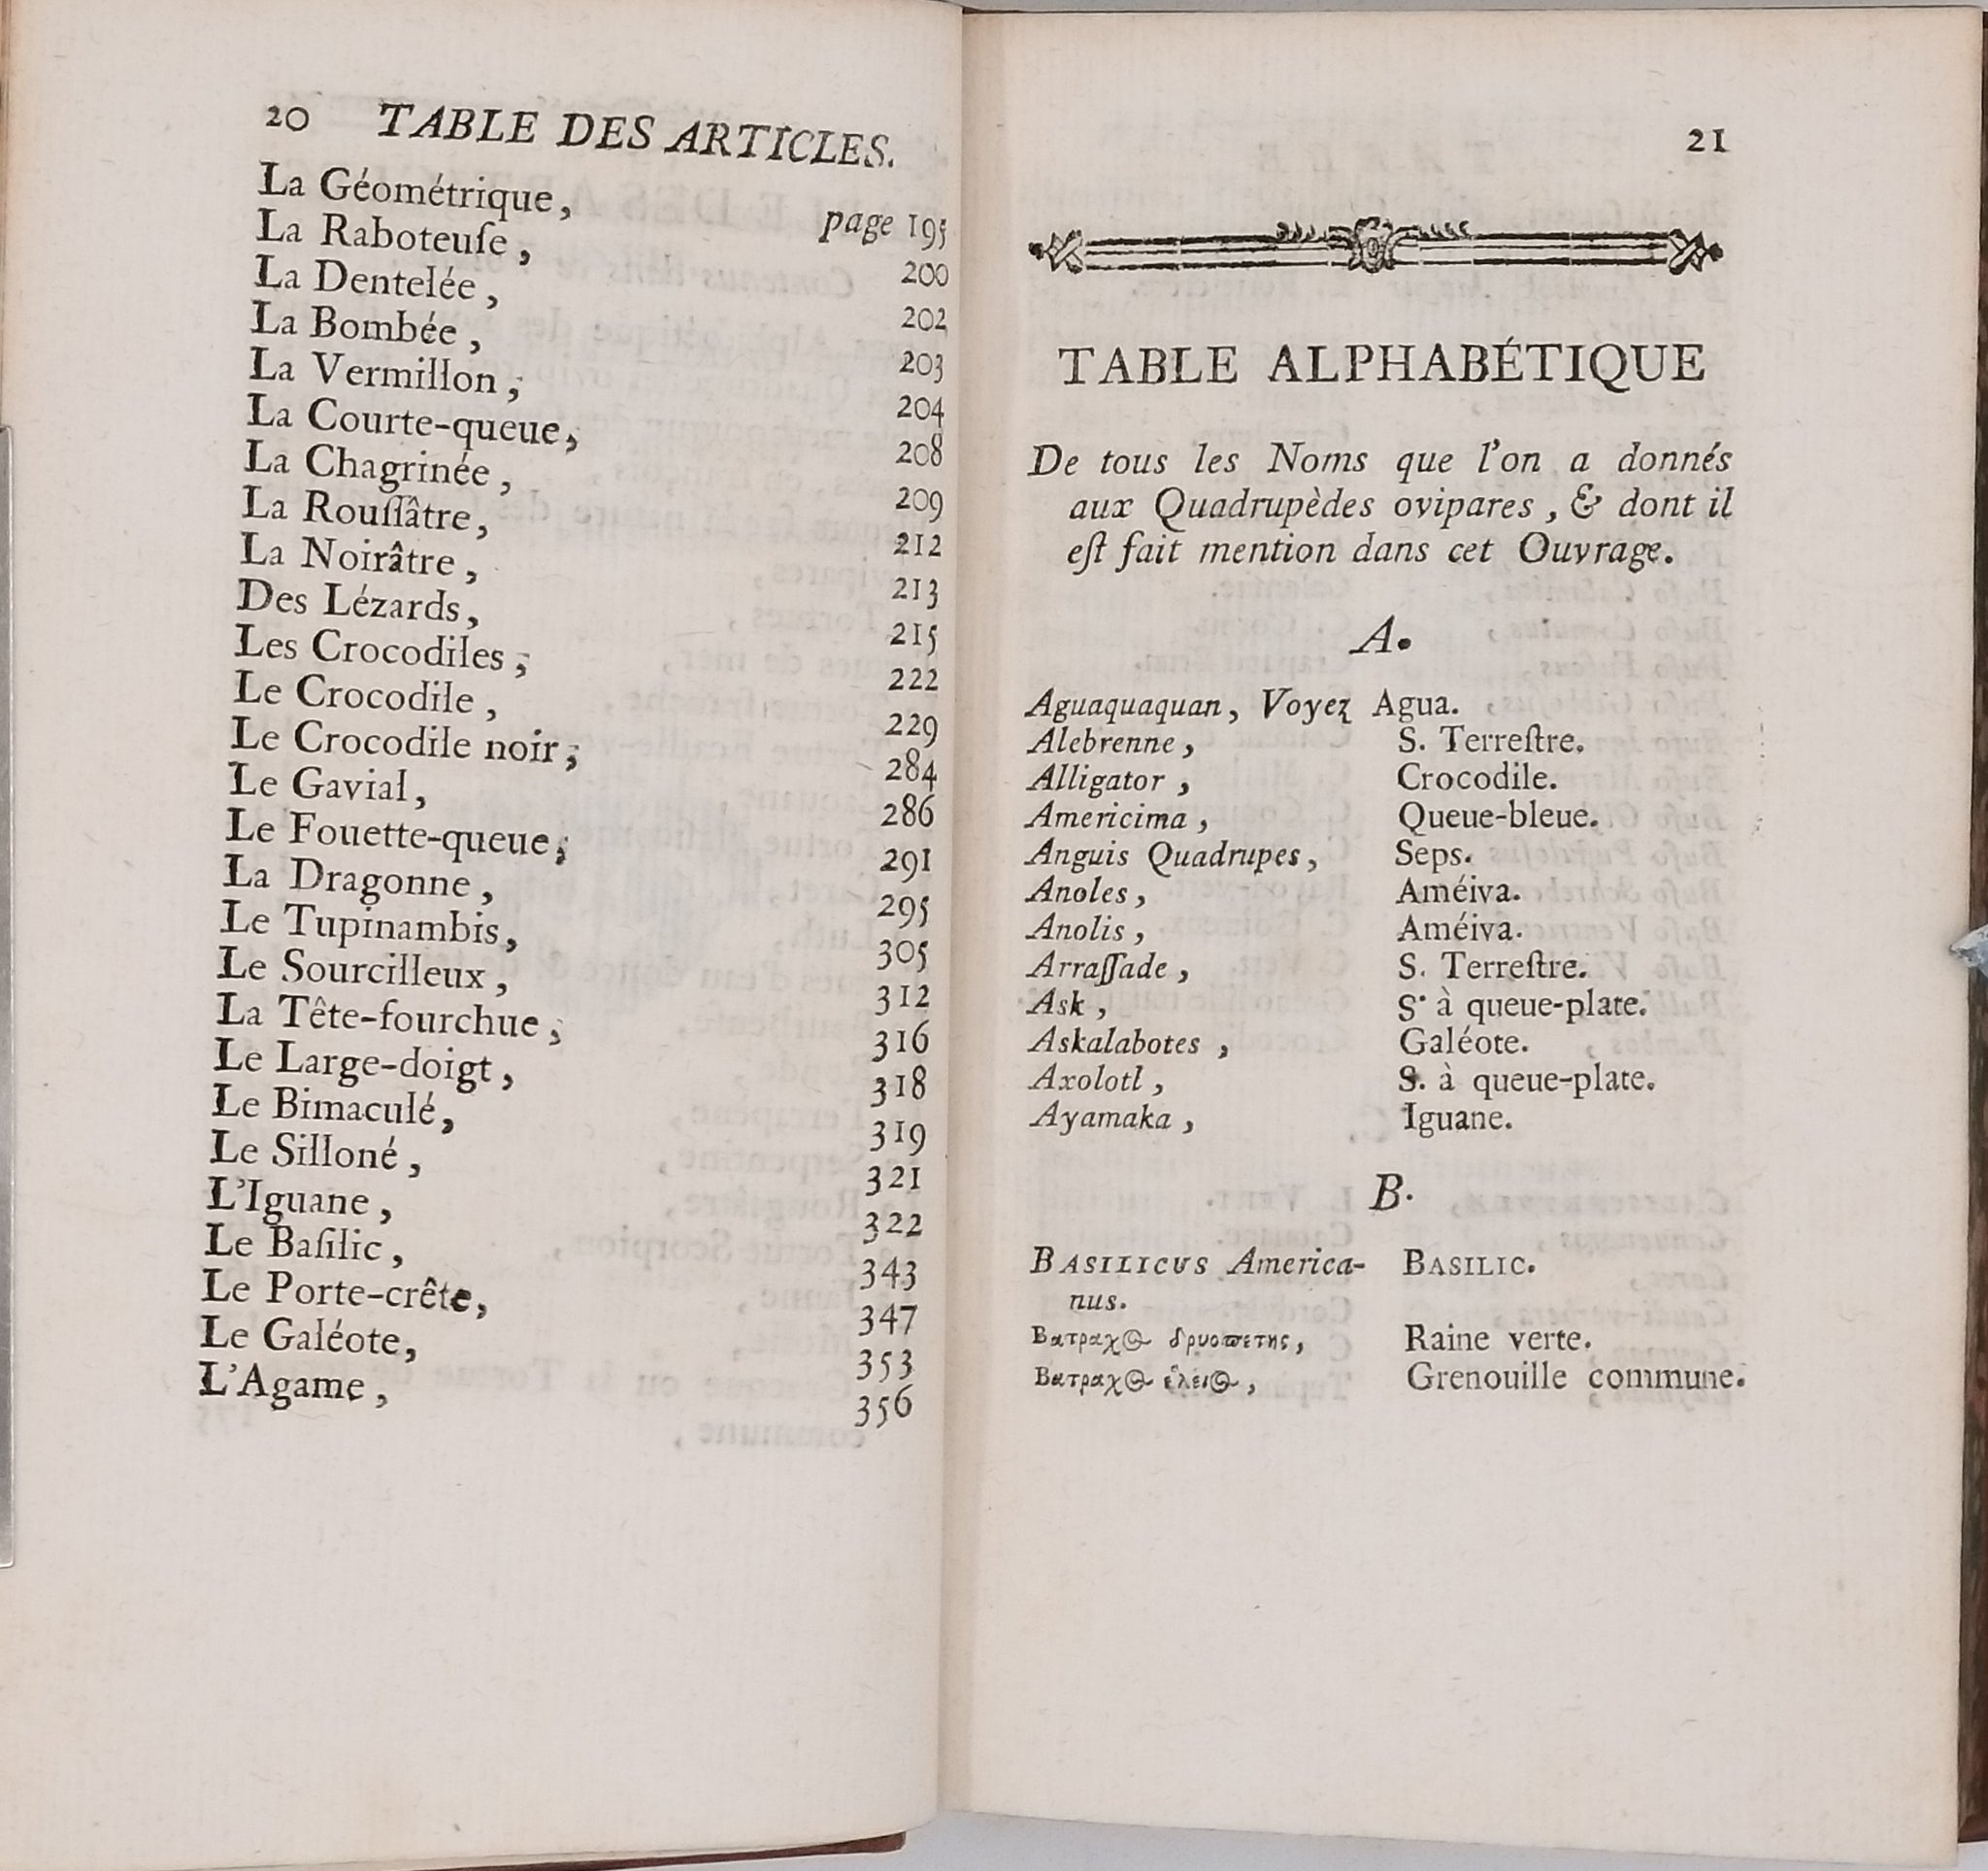 20 TABLE DES ARTICLES.
La Géométrique, page 195
La Raboteuſe, 200
La Dentelée, 202
La Bombée, 203
La Vermillon, 204
La Courte-queue, 208
La Chagrinée, 209
La Rouſſâtre, 212
La Noirâtre, 213
Des Lézards, 215
Les Crocodiles, 222
Le Crocodile, 229
Le Crocodile noir, 284
Le Gavial, 286
Le Fouette-queue, 291
La Dragonne, 295
Le Tupinambis, 305
Le Sourcilleux, 312
La Tête-fourchue, 316
Le Large-doigt, 318
Le Bimaculé, 319
Le Silloné, 321
L'Iguane, 322
Le Baſilic, 343
Le Porte-crête, 347
Le Galéote, 353
L'Agame, 356
21
TABLE ALPHABÉTIQUE
De tous les Noms que l'on a donnés
aux Quadrupèdes ovipares, & dont il
eſt fait mention dans cet Ouvrage.
A.
Aguaquaquan, Voyez Agua.
Alebrenne, S. Terreſtre.
Alligator, Crocodile.
Americima, Queue-bleue.
Anguis Quadrupes, Seps.
Anoles, Améiva.
Anolis, Améiva.
Arraſſade, S. Terreſtre.
Ask, S. à queue-plate.
Askalabotes, Galéote.
Axolotl, S. à queue-plate.
Ayamaka, Iguane.
B.
BASILICUS America- BASILIC.
nus.
Βατραχος δρυοπετης, Raine verte.
Βατραχος ἑλειος, Grenouille commune.